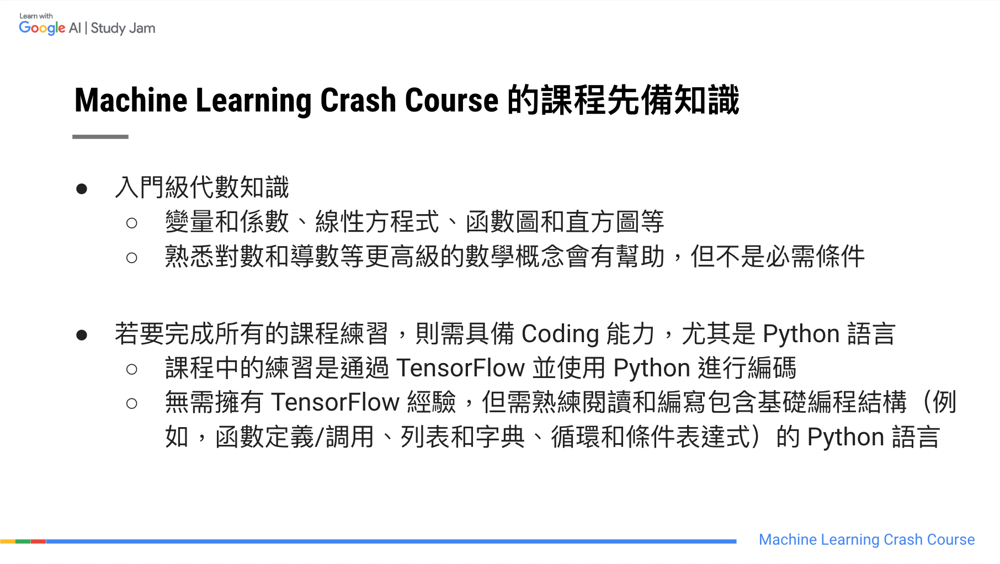 Learn with
Google AI | Study Jam
Machine Learning Crash Course 的課程先備知識
● 入門級代數知識
○ 變量和係數、線性方程式、函數圖和直方圖等
○ 熟悉對數和導數等更高級的數學概念會有幫助，但不是必需條件
● 若要完成所有的課程練習，則需具備 Coding 能力，尤其是 Python 語言
○ 課程中的練習是通過 TensorFlow 並使用 Python 進行編碼
○ 無需擁有 TensorFlow 經驗，但需熟練閱讀和編寫包含基礎編程結構（例
如，函數定義/調用、列表和字典、循環和條件表達式）的 Python 語言
Machine Learning Crash Course